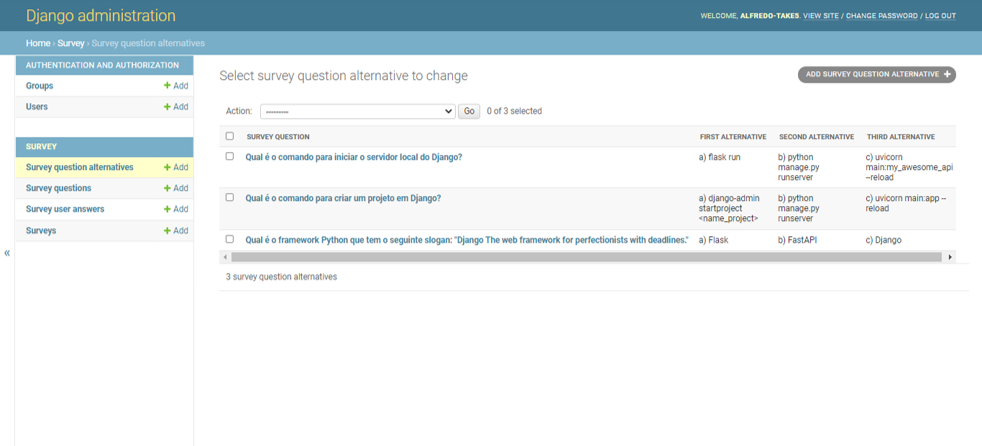 Django administration
WELCOME, ALFREDO-TAKE5. VIEW SITE / CHANGE PASSWORD / LOG OUT
Home › Survey › Survey question alternatives
AUTHENTICATION AND AUTHORIZATION
Groups + Add
Users + Add
SURVEY
Survey question alternatives + Add
Survey questions + Add
Survey user answers + Add
Surveys + Add
«
Select survey question alternative to change
ADD SURVEY QUESTION ALTERNATIVE +
Action: --------- Go 0 of 3 selected
SURVEY QUESTION FIRST ALTERNATIVE SECOND ALTERNATIVE THIRD ALTERNATIVE
Qual é o comando para iniciar o servidor local do Django? a) flask run b) python c) uvicorn
manage.py main:my_awesome_api
runserver --reload
Qual é o comando para criar um projeto em Django? a) django-admin b) python c) uvicorn main:app --
startproject manage.py reload
<name_project> runserver
Qual é o framework Python que tem o seguinte slogan: "Django The web framework for perfectionists with deadlines." a) Flask b) FastAPI c) Django
3 survey question alternatives